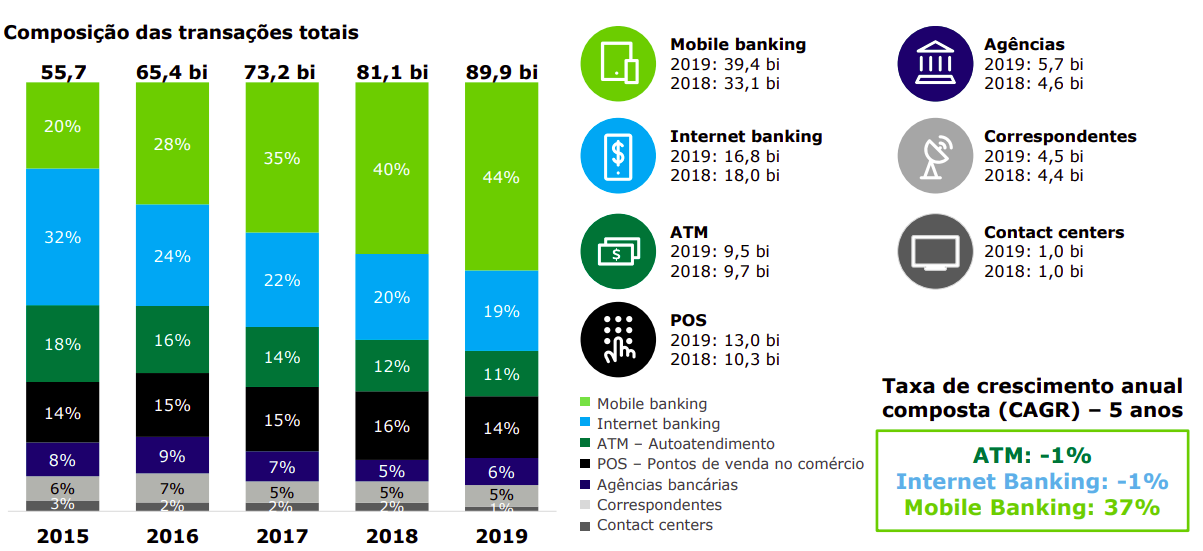 Composição das transações totais
55,7
65,4 bi
73,2 bi
81,1 bi
89,9 bi
20%
28%
35%
40%
44%
32%
24%
22%
20%
19%
18%
16%
14%
12%
11%
14%
15%
15%
16%
14%
8%
9%
7%
5%
6%
6%
7%
5%
5%
5%
3%
2%
2%
2%
1%
2015
2016
2017
2018
2019
Mobile banking
2019: 39,4 bi
2018: 33,1 bi
Internet banking
2019: 16,8 bi
2018: 18,0 bi
ATM
$
2019: 9,5 bi
2018: 9,7 bi
POS
2019: 13,0 bi
2018: 10,3 bi
Agências
2019: 5,7 bi
2018: 4,6 bi
Correspondentes
2019: 4,5 bi
2018: 4,4 bi
Contact centers
2019: 1,0 bi
2018: 1,0 bi
$
Mobile banking
Internet banking
ATM – Autoatendimento
POS – Pontos de venda no comércio
Agências bancárias
Correspondentes
Contact centers
Taxa de crescimento anual
composta (CAGR) – 5 anos
ATM: -1%
Internet Banking: -1%
Mobile Banking: 37%